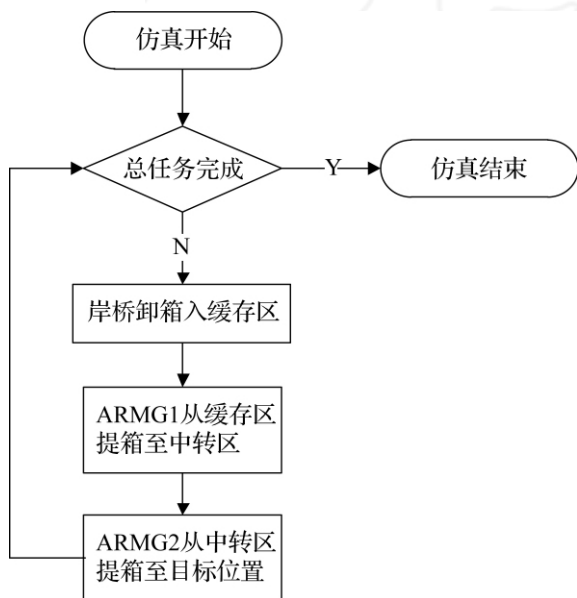 仿真开始
总任务完成
Y
仿真结束
N
岸桥卸箱入缓存区
ARMG1从缓存区
提箱至中转区
ARMG2从中转区
提箱至目标位置